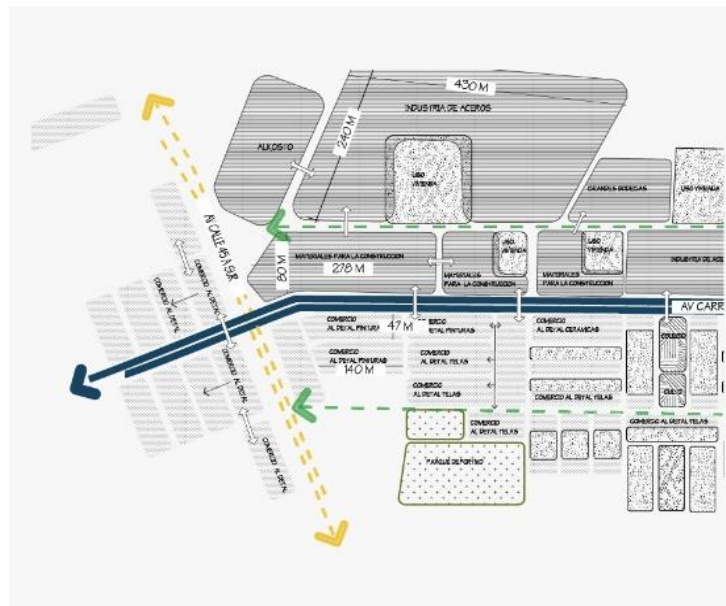 430 M
INDUSTRIA DE ACEROS
240 M
ALKOSTO
USO
VIVIENDA
GRANDES BODEGAS
USO VIVIENDA
AV CALLE 45 A SUR
80 M
MATERIALES PARA LA CONSTRUCCION
278 M
USO
VIVIENDA
MATERIALES
PARA LA CONSTRUCCION
USO
VIVIENDA
MATERIALES
PARA LA CONSTRUCCION
INDUSTRIA DE ACE
AV CARR
COMERCIO AL DETAL
COMERCIO AL DETAL
COMERCIO AL DETAL
COMERCIO AL DETAL
COMERCIO
AL DETAL PINTURA
47 M
ERCIO
ETAL PINTURAS
COMERCIO
AL DETAL CERAMICAS
COLEGIO
COMERCIO
AL DETAL PINTURAS
140 M
COMERCIO
AL DETAL TELAS
COMERCIO
AL DETAL TELAS
COMERCIO AL DETAL TELAS
CULTO
COMERCIO
AL DETAL TELAS
COMERCIO AL DETAL TELAS
PARQUE DEPORTIVO